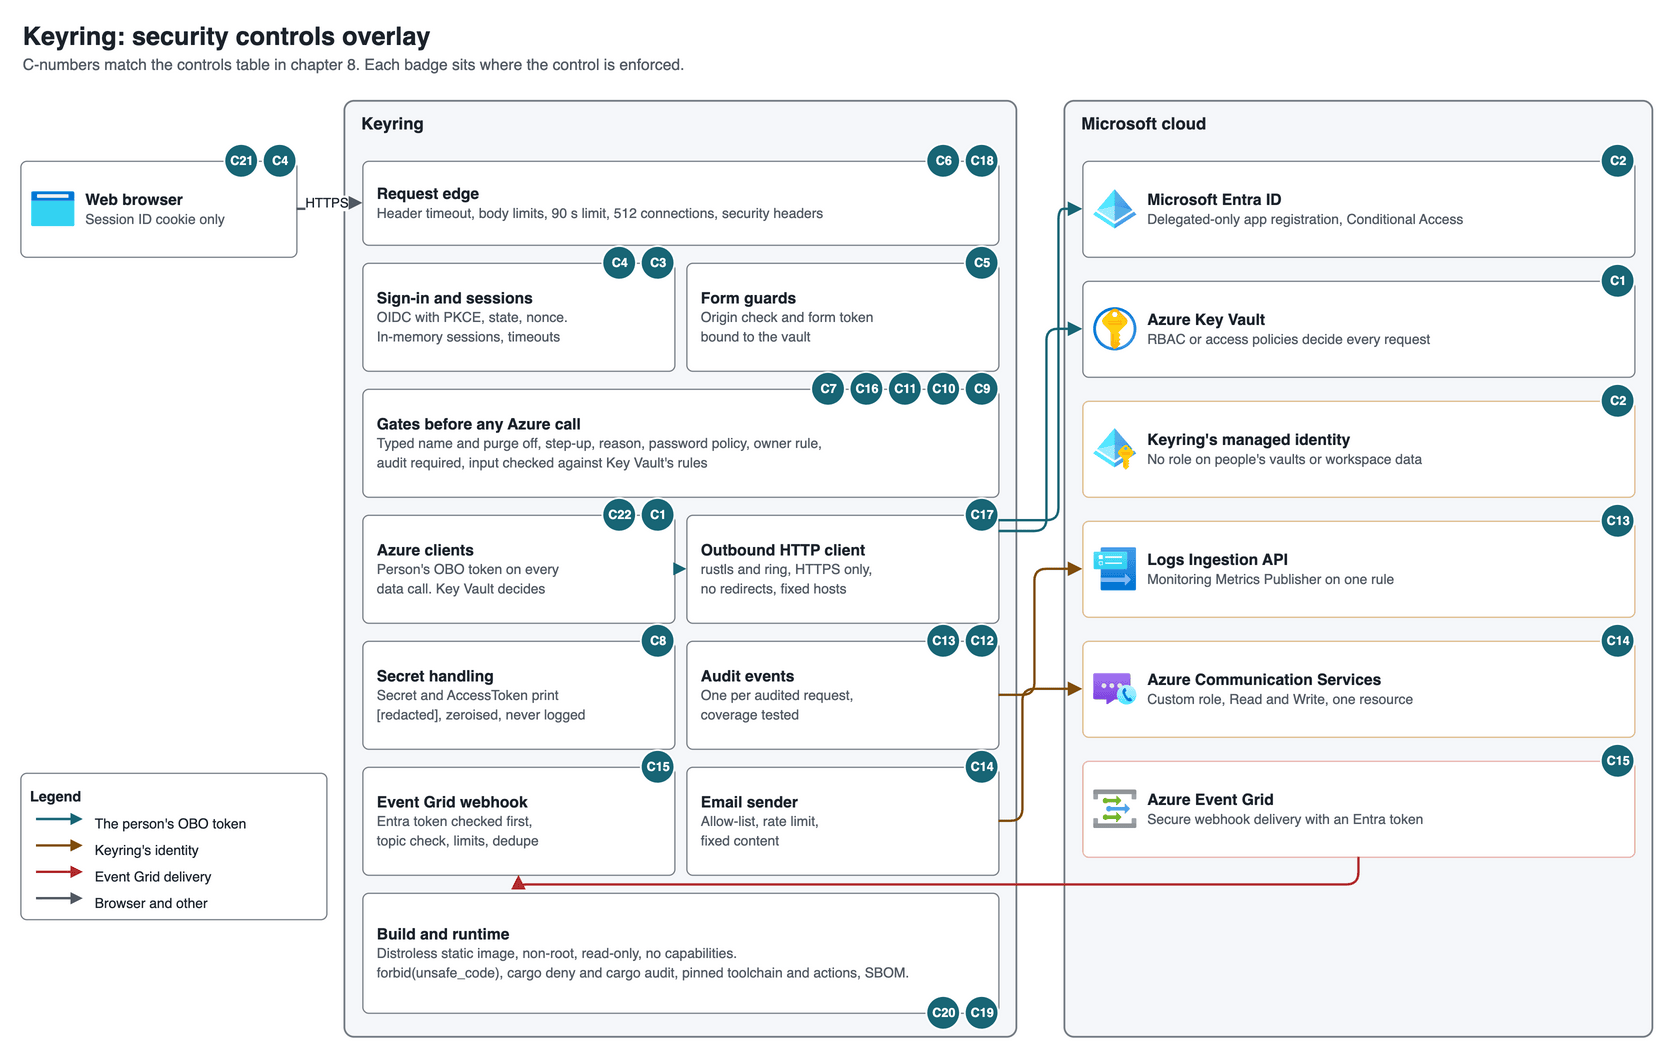 Keyring: security controls overlay
C-numbers match the controls table in chapter 8. Each badge sits where the control is enforced.
C21 C4
Web browser
Session ID cookie only
HTTPS
Keyring
C6 C18
Request edge
Header timeout, body limits, 90 s limit, 512 connections, security headers
C4 C3
Sign-in and sessions
OIDC with PKCE, state, nonce.
In-memory sessions, timeouts
C5
Form guards
Origin check and form token
bound to the vault
C7 C16 C11 C10 C9
Gates before any Azure call
Typed name and purge off, step-up, reason, password policy, owner rule,
audit required, input checked against Key Vault's rules
C22 C1
Azure clients
Person's OBO token on every
data call. Key Vault decides
C17
Outbound HTTP client
rustls and ring, HTTPS only,
no redirects, fixed hosts
C8
Secret handling
Secret and AccessToken print
[redacted], zeroised, never logged
C13 C12
Audit events
One per audited request,
coverage tested
C15
Event Grid webhook
Entra token checked first,
topic check, limits, dedupe
C14
Email sender
Allow-list, rate limit,
fixed content
Build and runtime
Distroless static image, non-root, read-only, no capabilities.
forbid(unsafe_code), cargo deny and cargo audit, pinned toolchain and actions, SBOM.
C20 C19
Microsoft cloud
C2
Microsoft Entra ID
Delegated-only app registration, Conditional Access
C1
Azure Key Vault
RBAC or access policies decide every request
C2
Keyring's managed identity
No role on people's vaults or workspace data
C13
Logs Ingestion API
Monitoring Metrics Publisher on one rule
C14
Azure Communication Services
Custom role, Read and Write, one resource
C15
Azure Event Grid
Secure webhook delivery with an Entra token
Legend
The person's OBO token
Keyring's identity
Event Grid delivery
Browser and other